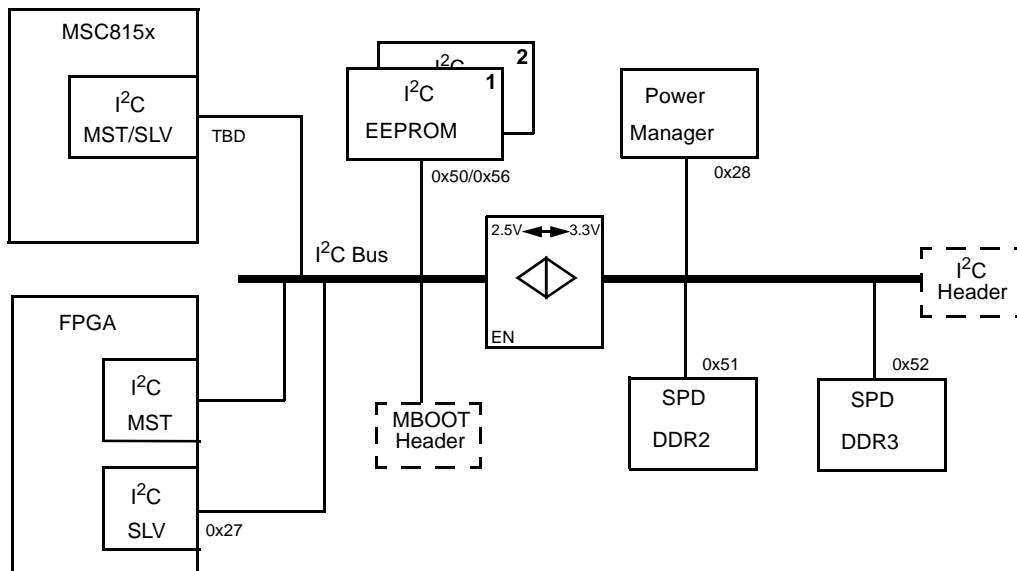 MSC815x
I²C
MST/SLV
TBD
I²C
2
I²C
1
EEPROM
0x50/0x56
Power
Manager
0x28
2.5V
3.3V
EN
I²C Bus
I²C
Header
FPGA
I²C
MST
I²C
SLV
0x27
MBOOT
Header
0x51
SPD
DDR2
0x52
SPD
DDR3